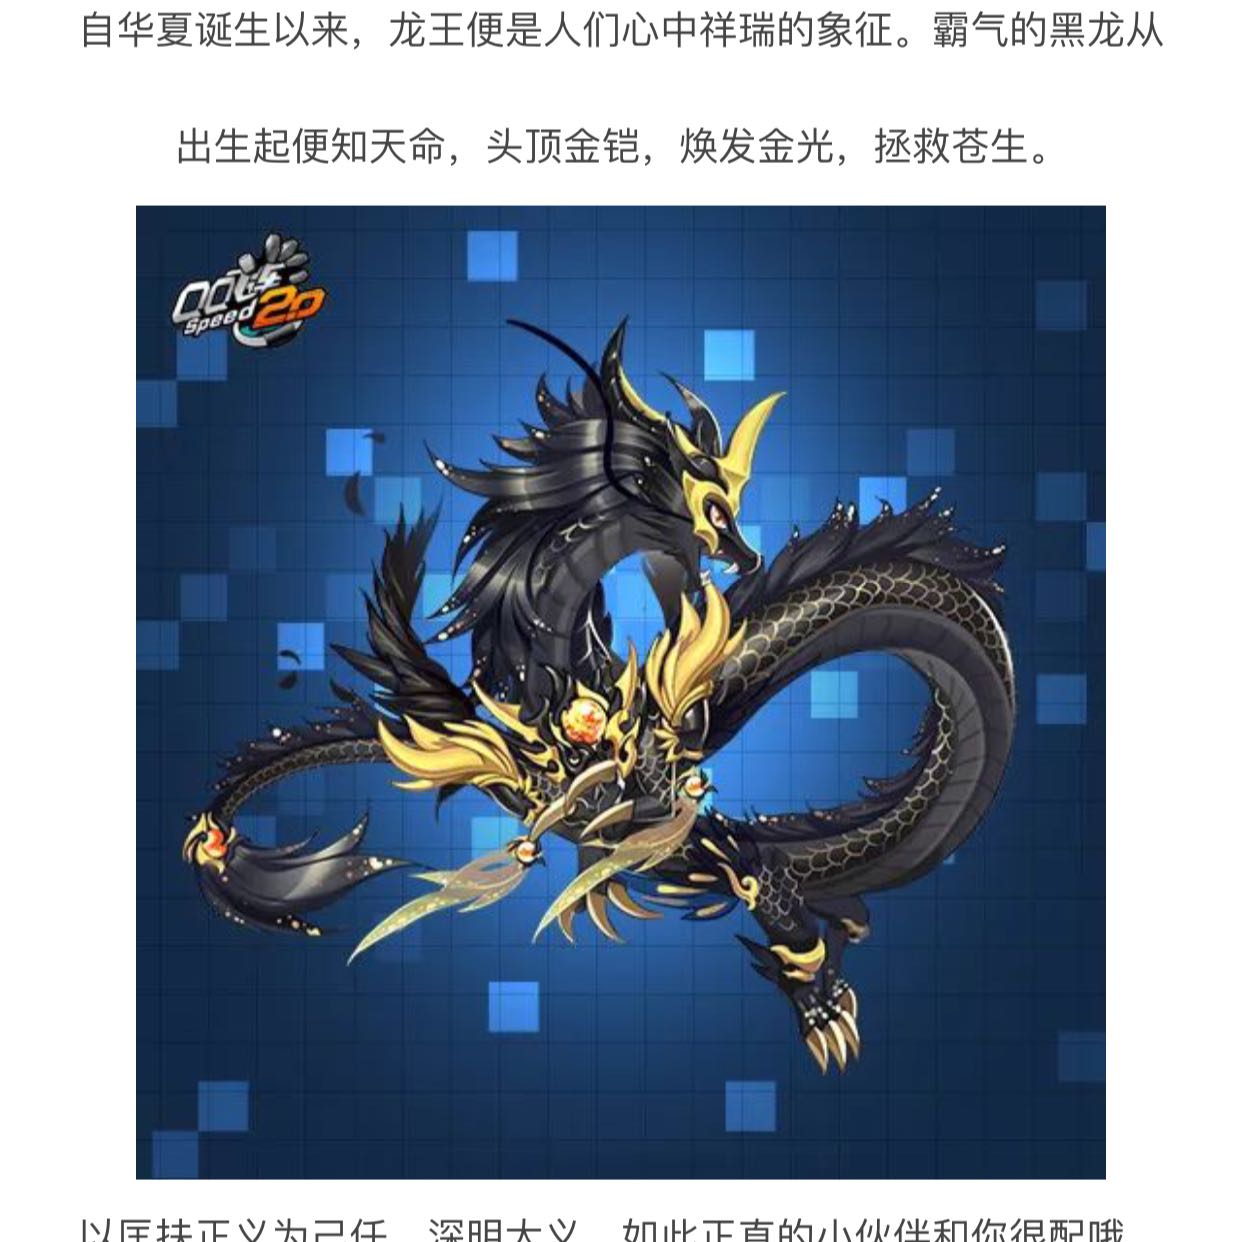 自华夏诞生以来，龙王便是人们心中祥瑞的象征。霸气的黑龙从
出生起便知天命，头顶金铠，焕发金光，拯救苍生。
QQ飞车
Speed 2.0
以匡扶正义为己任，深明大义，如此正直的小伙伴和你很配哦